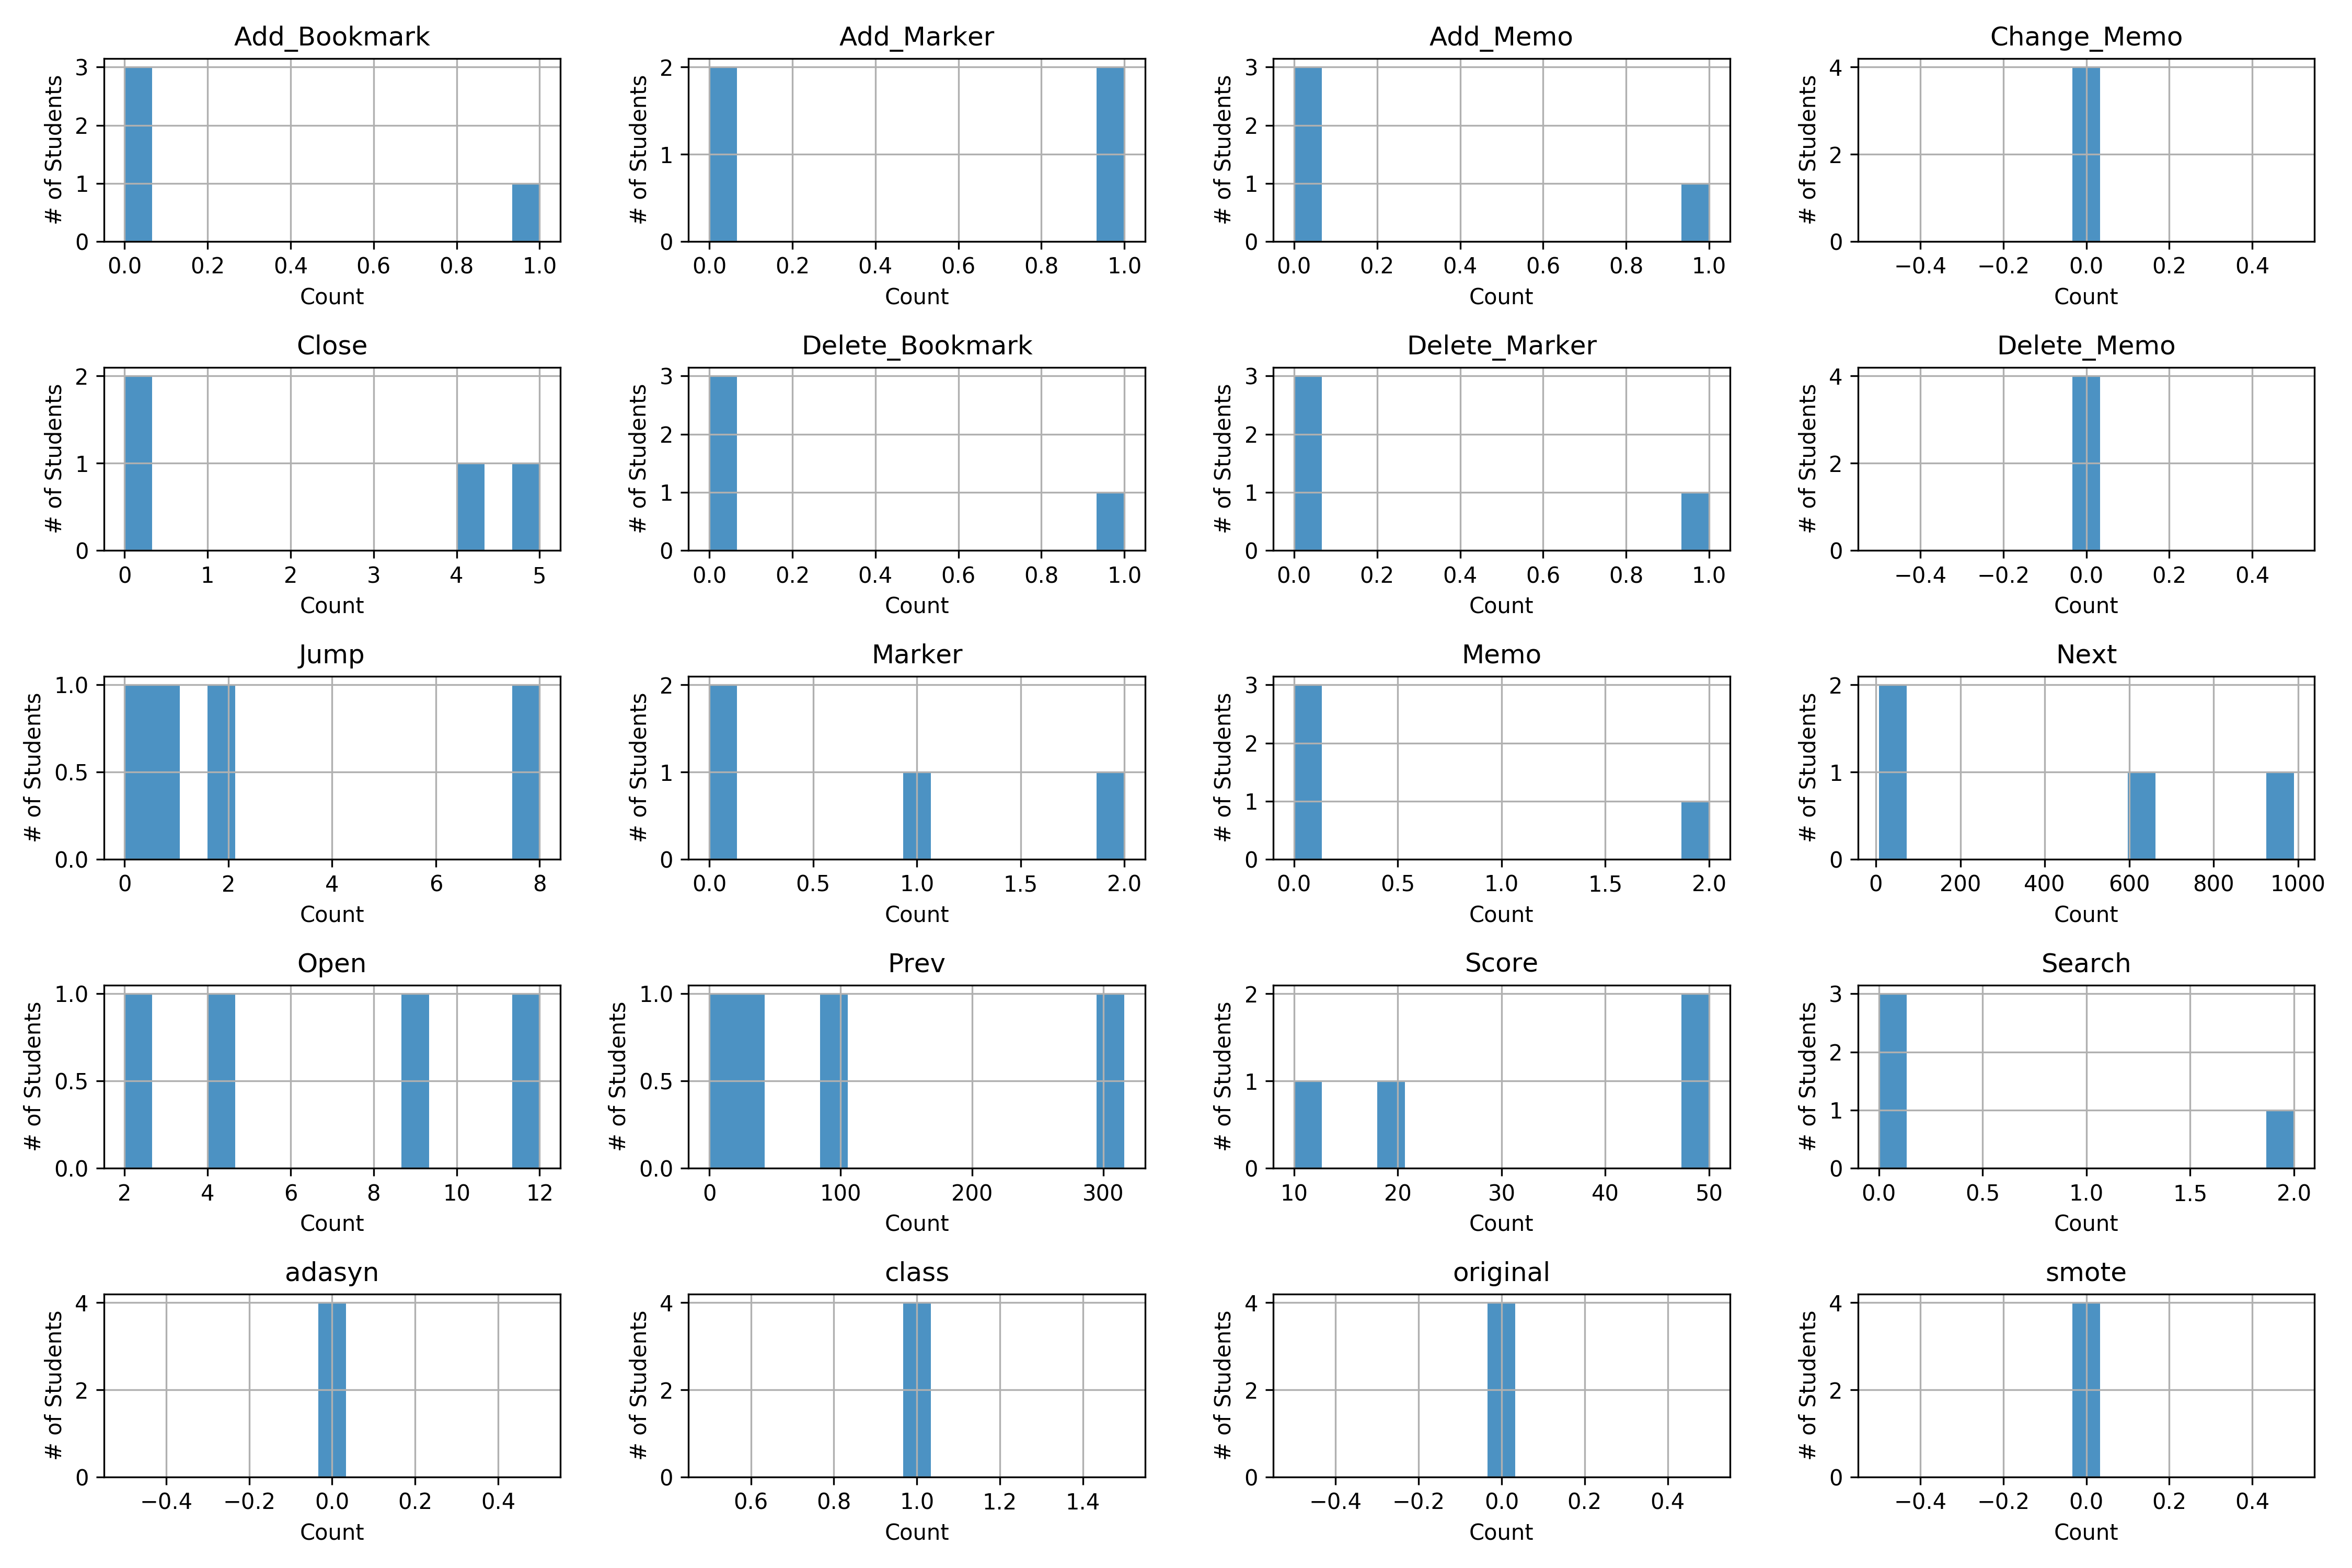 Add_Bookmark
# of Students
3
2
1
0
0.0 0.2 0.4 0.6 0.8 1.0
Count
Add_Marker
# of Students
2
1
0
0.0 0.2 0.4 0.6 0.8 1.0
Count
Add_Memo
# of Students
3
2
1
0
0.0 0.2 0.4 0.6 0.8 1.0
Count
Change_Memo
# of Students
4
2
0
−0.4 −0.2 0.0 0.2 0.4
Count
Close
# of Students
2
1
0
0 1 2 3 4 5
Count
Delete_Bookmark
# of Students
3
2
1
0
0.0 0.2 0.4 0.6 0.8 1.0
Count
Delete_Marker
# of Students
3
2
1
0
0.0 0.2 0.4 0.6 0.8 1.0
Count
Delete_Memo
# of Students
4
2
0
−0.4 −0.2 0.0 0.2 0.4
Count
Jump
# of Students
1.0
0.5
0.0
0 2 4 6 8
Count
Marker
# of Students
2
1
0
0.0 0.5 1.0 1.5 2.0
Count
Memo
# of Students
3
2
1
0
0.0 0.5 1.0 1.5 2.0
Count
Next
# of Students
2
1
0
0 200 400 600 800 1000
Count
Open
# of Students
1.0
0.5
0.0
2 4 6 8 10 12
Count
Prev
# of Students
1.0
0.5
0.0
0 100 200 300
Count
Score
# of Students
2
1
0
10 20 30 40 50
Count
Search
# of Students
3
2
1
0
0.0 0.5 1.0 1.5 2.0
Count
adasyn
# of Students
4
2
0
−0.4 −0.2 0.0 0.2 0.4
Count
class
# of Students
4
2
0
0.6 0.8 1.0 1.2 1.4
Count
original
# of Students
4
2
0
−0.4 −0.2 0.0 0.2 0.4
Count
smote
# of Students
4
2
0
−0.4 −0.2 0.0 0.2 0.4
Count